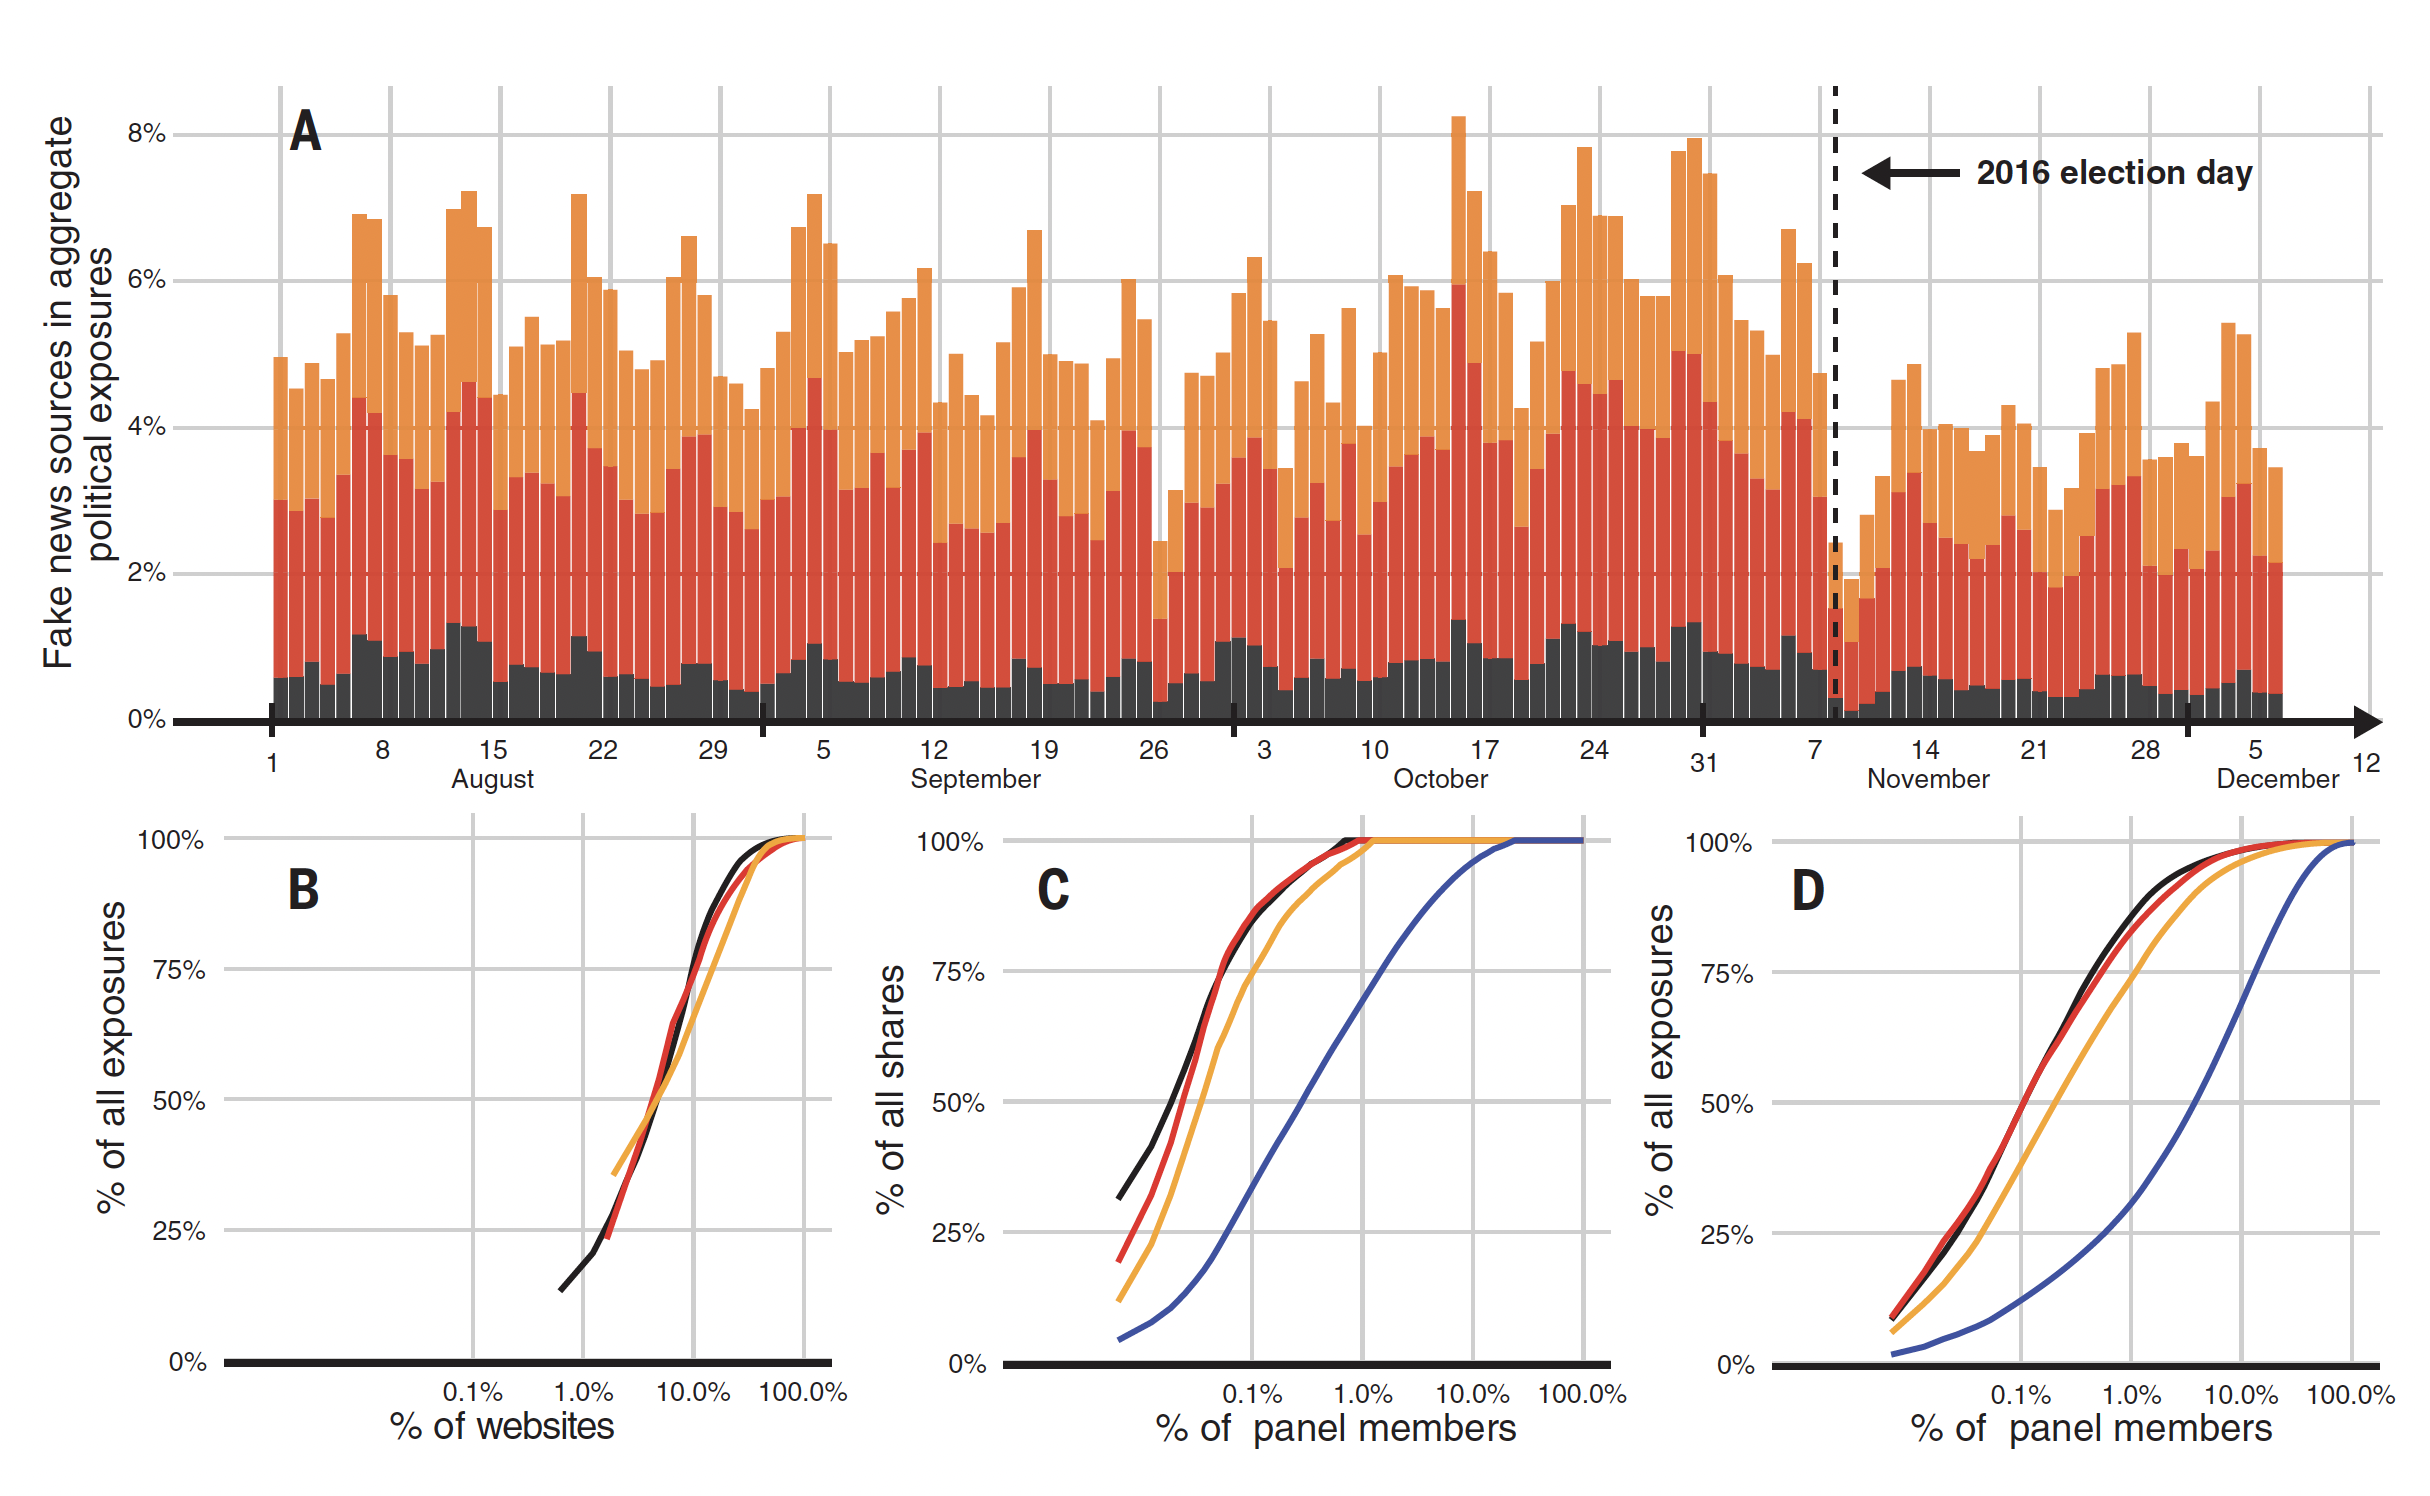 A
Fake news sources in aggregate
political exposures
8%
6%
4%
2%
0%
2016 election day
1 8 15 22 29 5 12 19 26 3 10 17 24 31 7 14 21 28 5 12
August September October November December
B
% of all exposures
100%
75%
50%
25%
0%
0.1% 1.0% 10.0% 100.0%
% of websites
C
% of all shares
100%
75%
50%
25%
0%
0.1% 1.0% 10.0% 100.0%
% of panel members
D
% of all exposures
100%
75%
50%
25%
0%
0.1% 1.0% 10.0% 100.0%
% of panel members